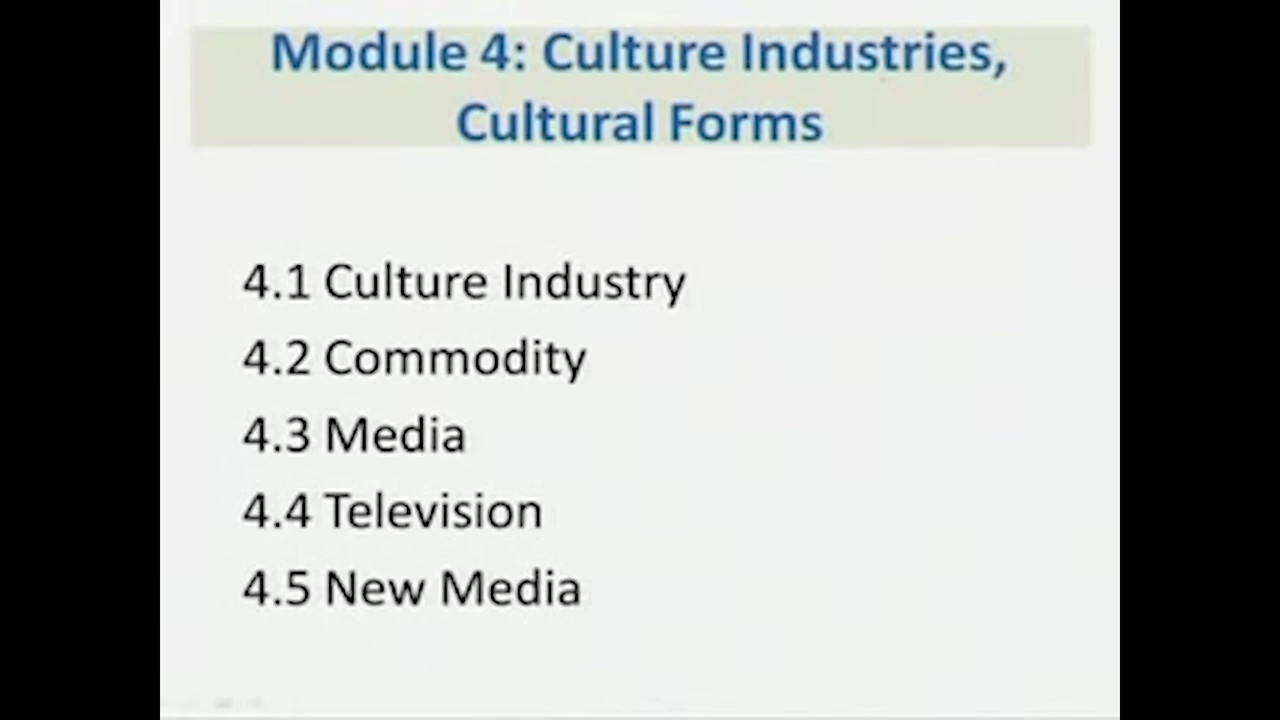 Module 4: Culture Industries,
Cultural Forms
4.1 Culture Industry
4.2 Commodity
4.3 Media
4.4 Television
4.5 New Media